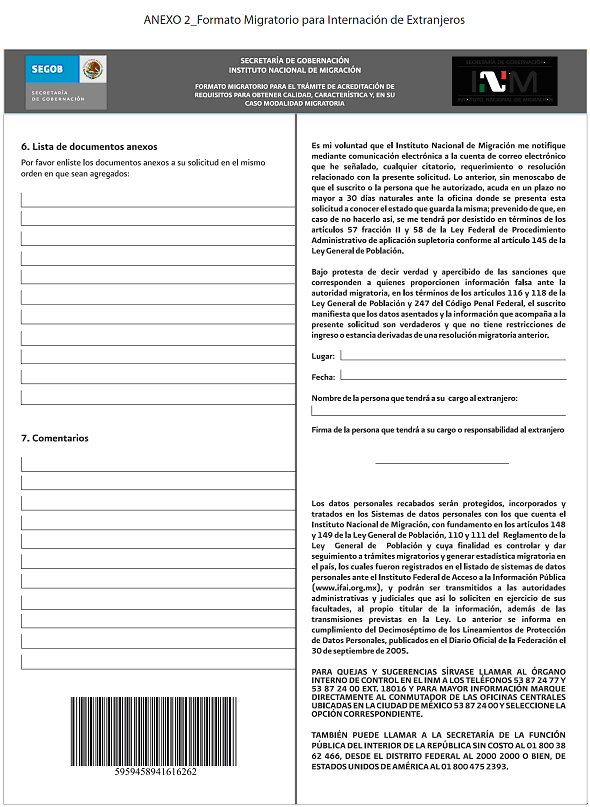 ANEXO 2_Formato Migratorio para Internación de Extranjeros
SEGOB
SECRETARÍA
DE GOBERNACIÓN
SECRETARÍA DE GOBERNACIÓN
INSTITUTO NACIONAL DE MIGRACIÓN
FORMATO MIGRATORIO PARA EL TRÁMITE DE ACREDITACIÓN DE
REQUISITOS PARA OBTENER CALIDAD, CARACTERÍSTICA Y, EN SU
CASO MODALIDAD MIGRATORIA
SECRETARÍA DE GOBERNACIÓN
INM
INSTITUTO NACIONAL DE MIGRACIÓN
6. Lista de documentos anexos
Por favor enliste los documentos anexos a su solicitud en el mismo
orden en que sean agregados:
7. Comentarios
5959458941616262
Es mi voluntad que el Instituto Nacional de Migración me notifique
mediante comunicación electrónica a la cuenta de correo electrónico
que he señalado, cualquier citatorio, requerimiento o resolución
relacionado con la presente solicitud. Lo anterior, sin menoscabo de
que el suscrito o la persona que he autorizado, acuda en un plazo no
mayor a 30 días naturales ante la oficina donde se presenta esta
solicitud a conocer el estado que guarda la misma; prevenido de que, en
caso de no hacerlo así, se me tendrá por desistido en términos de los
artículos 57 fracción II y 58 de la Ley Federal de Procedimiento
Administrativo de aplicación supletoria conforme al artículo 145 de la
Ley General de Población.
Bajo protesta de decir verdad y apercibido de las sanciones que
corresponden a quienes proporcionen información falsa ante la
autoridad migratoria, en los términos de los artículos 116 y 118 de la
Ley General de Población y 247 del Código Penal Federal, el suscrito
manifiesta que los datos asentados y la información que acompaña a la
presente solicitud son verdaderos y que no tiene restricciones de
ingreso o estancia derivadas de una resolución migratoria anterior.
Lugar:
Fecha:
Nombre de la persona que tendrá a su cargo al extranjero:
Firma de la persona que tendrá a su cargo o responsabilidad al extranjero
Los datos personales recabados serán protegidos, incorporados y
tratados en los Sistemas de datos personales con los que cuenta el
Instituto Nacional de Migración, con fundamento en los artículos 148
y 149 de la Ley General de Población, 110 y 111 del Reglamento de la
Ley General de Población y cuya finalidad es controlar y dar
seguimiento a trámites migratorios y generar estadística migratoria en
el país, los cuales fueron registrados en el listado de sistemas de datos
personales ante el Instituto Federal de Acceso a la Información Pública
(www.ifai.org.mx), y podrán ser transmitidos a las autoridades
administrativas y judiciales que así lo soliciten en ejercicio de sus
facultades, al propio titular de la información, además de las
transmisiones previstas en la Ley. Lo anterior se informa en
cumplimiento del Decimoséptimo de los Lineamientos de Protección
de Datos Personales, publicados en el Diario Oficial de la Federación el
30 de septiembre de 2005.
PARA QUEJAS Y SUGERENCIAS SÍRVASE LLAMAR AL ÓRGANO
INTERNO DE CONTROL EN EL INM A LOS TELÉFONOS 53 87 24 77 Y
53 87 24 00 EXT. 18016 Y PARA MAYOR INFORMACIÓN MARQUE
DIRECTAMENTE AL CONMUTADOR DE LAS OFICINAS CENTRALES
UBICADAS EN LA CIUDAD DE MÉXICO 53 87 24 00 Y SELECCIONE LA
OPCIÓN CORRESPONDIENTE.
TAMBIÉN PUEDE LLAMAR A LA SECRETARÍA DE LA FUNCIÓN
PÚBLICA DEL INTERIOR DE LA REPÚBLICA SIN COSTO AL 01 800 38
62 466, DESDE EL DISTRITO FEDERAL AL 2000 2000 O BIEN, DE
ESTADOS UNIDOS DE AMÉRICA AL 01 800 475 2393.